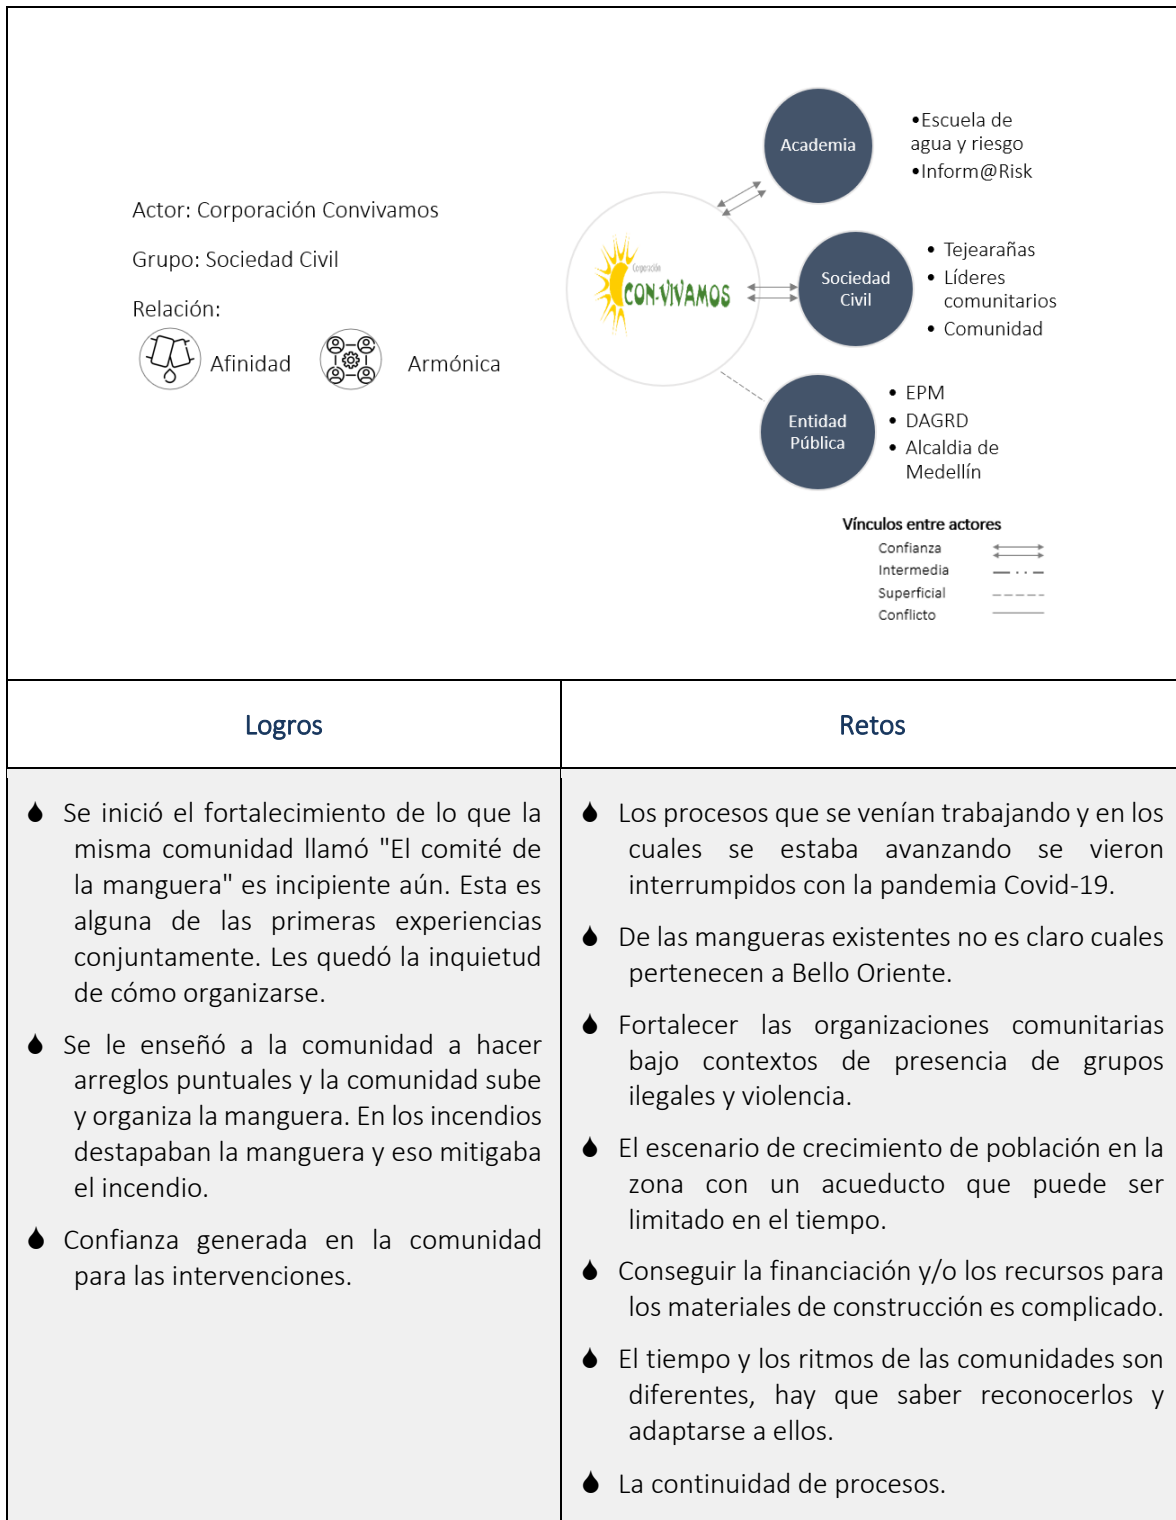 Actor: Corporación Convivamos
Grupo: Sociedad Civil
Relación:
Afinidad
Armónica
Corporación
CON-VIVAMOS
Academia
•Escuela de
agua y riesgo
•Inform@Risk
Sociedad
Civil
• Tejearañas
• Líderes
comunitarios
• Comunidad
Entidad
Pública
• EPM
• DAGRD
• Alcaldia de
Medellín
Vínculos entre actores
Confianza
Intermedia
Superficial
Conflicto
Logros
Se inició el fortalecimiento de lo que la
misma comunidad llamó "El comité de
la manguera" es incipiente aún. Esta es
alguna de las primeras experiencias
conjuntamente. Les quedó la inquietud
de cómo organizarse.
Se le enseñó a la comunidad a hacer
arreglos puntuales y la comunidad sube
y organiza la manguera. En los incendios
destapaban la manguera y eso mitigaba
el incendio.
Confianza generada en la comunidad
para las intervenciones.
Retos
Los procesos que se venían trabajando y en los
cuales se estaba avanzando se vieron
interrumpidos con la pandemia Covid-19.
De las mangueras existentes no es claro cuales
pertenecen a Bello Oriente.
Fortalecer las organizaciones comunitarias
bajo contextos de presencia de grupos
ilegales y violencia.
El escenario de crecimiento de población en la
zona con un acueducto que puede ser
limitado en el tiempo.
Conseguir la financiación y/o los recursos para
los materiales de construcción es complicado.
El tiempo y los ritmos de las comunidades son
diferentes, hay que saber reconocerlos y
adaptarse a ellos.
La continuidad de procesos.